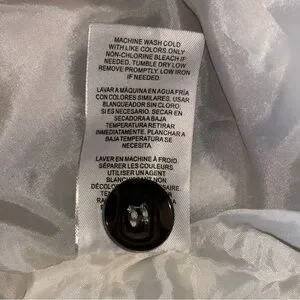 MACHINE WASH COLD
WITH LIKE COLORS ONLY
NON-CHLORINE BLEACH IF
NEEDED, TUMBLE DRY LOW
REMOVE PROMPTLY, LOW IRON
IF NEEDED.
LAVAR A MÁQUINA EN AGUA FRÍA
CON COLORES SIMILARES, USAR
BLANQUEADOR SIN CLORO,
SI ES NECESARIO. SECAR EN
SECADORA A BAJA
TEMPERATURA RETIRAR
INMEDIATAMENTE, PLANCHAR A
BAJA TEMPERATURA SE
NECESITA.
LAVER EN MACHINE À FROID.
SÉPARER LES COULEURS
UTILISER UN AGENT
BLANCHISSANT NON